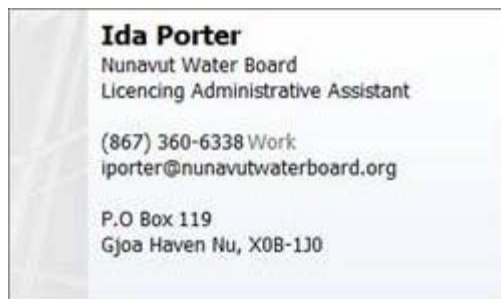 Ida Porter
Nunavut Water Board
Licencing Administrative Assistant
(867) 360-6338 Work
iporter@nunavutwaterboard.org
P.O Box 119
Gjoa Haven Nu, X0B-1J0